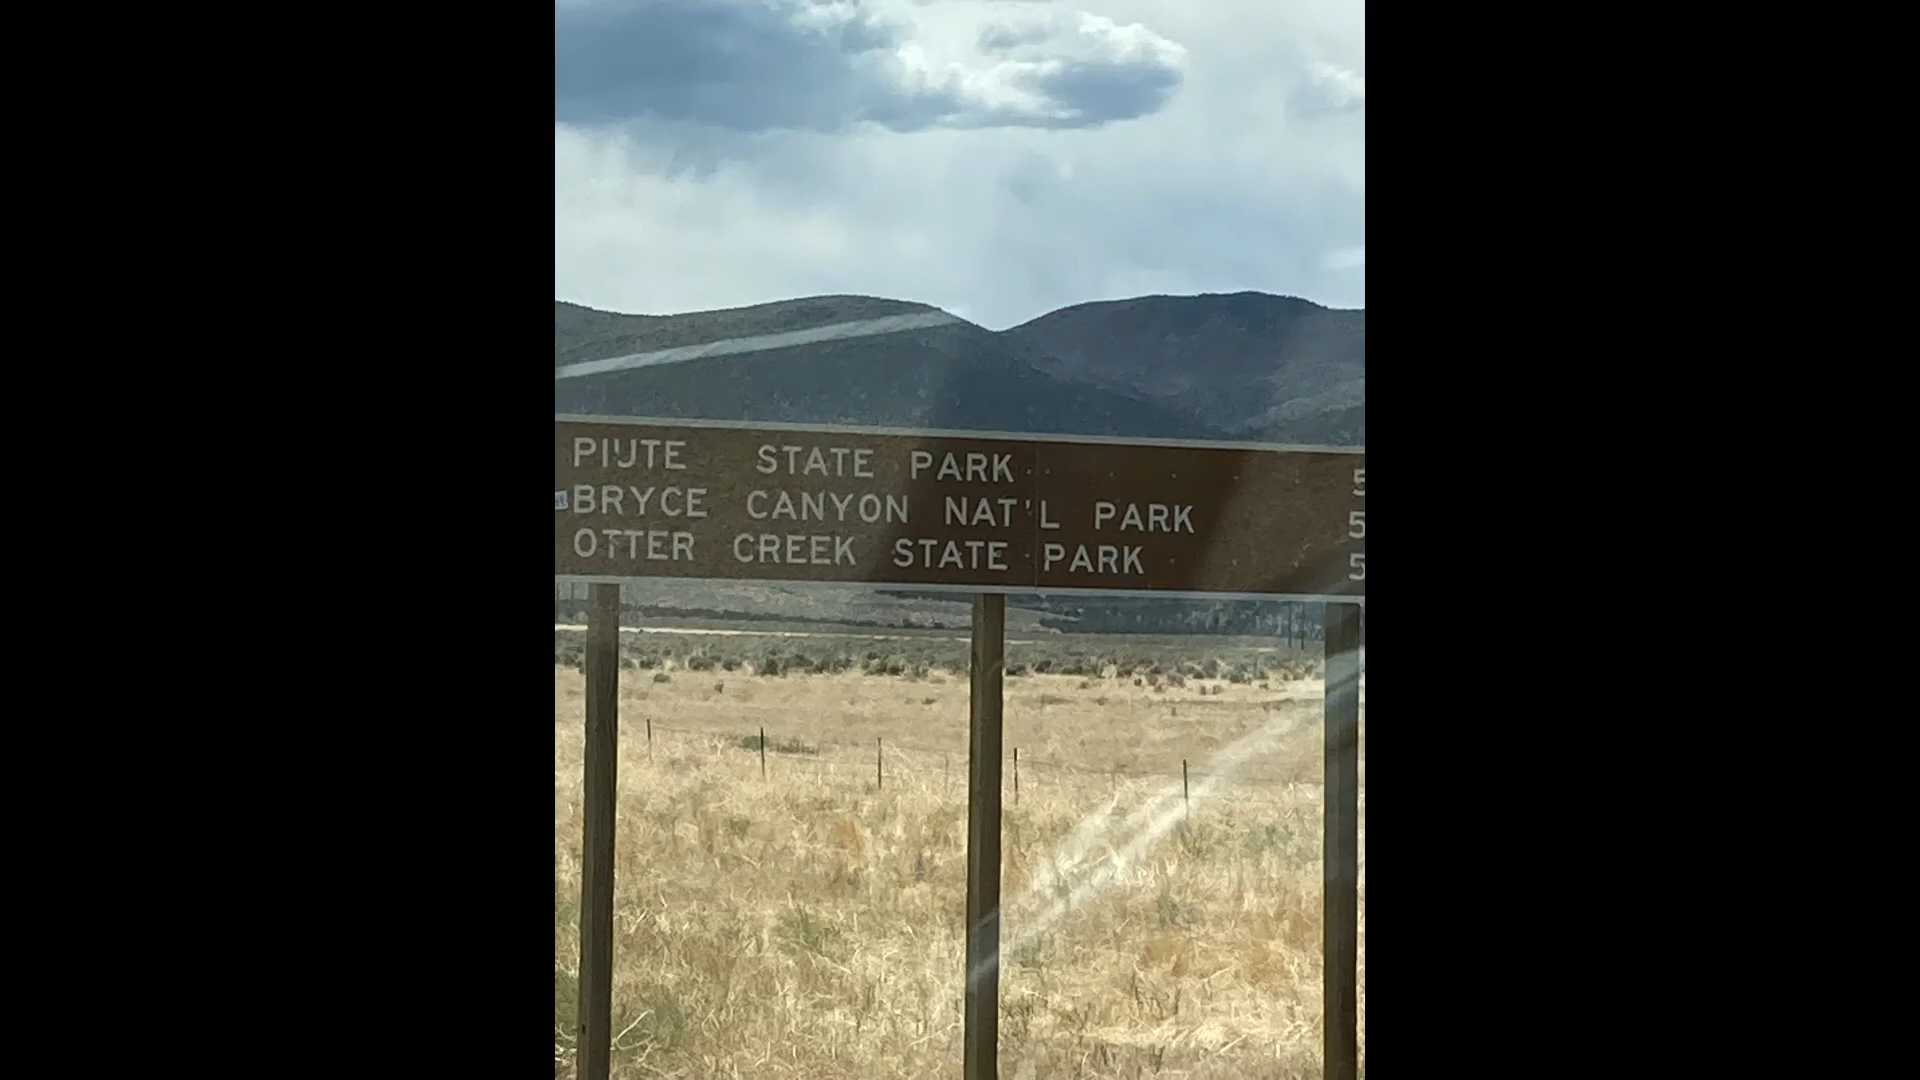 PIUTE STATE PARK
BRYCE CANYON NAT'L PARK
OTTER CREEK STATE PARK